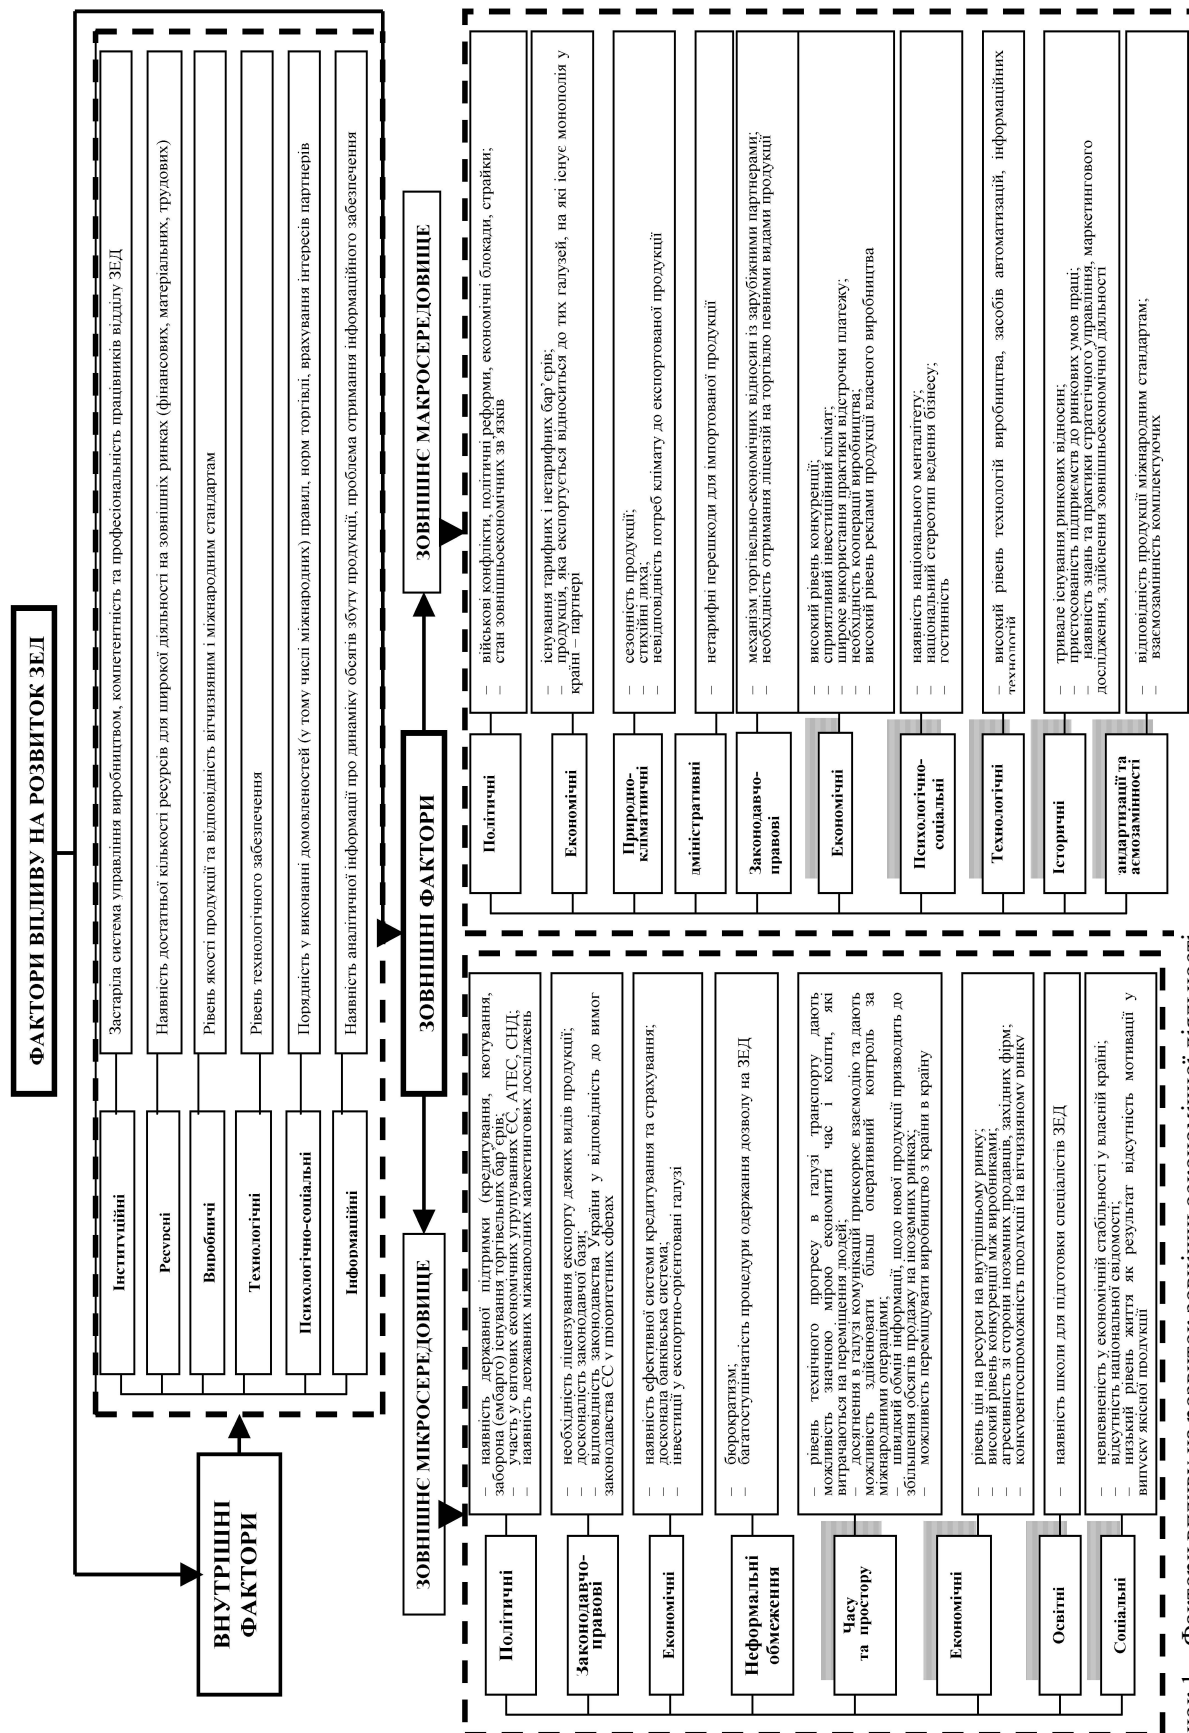 ФАКТОРИ ВПЛИВУ НА РОЗВИТОК ЗЕД
ВНУТРІШНІ
ФАКТОРИ
Інституційні
Застаріла система управління виробництвом, компетентність та професіональність працівників відділу ЗЕД
Ресурсні
Наявність достатньої кількості ресурсів для широкої діяльності на зовнішніх ринках (фінансових, матеріальних, трудових)
Виробничі
Рівень якості продукції та відповідність вітчизняним і міжнародним стандартам
Технологічні
Рівень технологічного забезпечення
Психологічно-соціальні
Порядність у виконанні домовленостей (у тому числі міжнародних) правил, норм торгівлі, врахування інтересів партнерів
Інформаційні
Наявність аналітичної інформації про динаміку обсягів збуту продукції, проблема отримання інформаційного забезпечення
ЗОВНІШНІ ФАКТОРИ
ЗОВНІШНЄ МІКРОСЕРЕДОВИЩЕ
Політичні
– наявність державної підтримки (кредитування, квотування,
заборона (ембарго) існування торгівельних бар’єрів;
– участь у світових економічних угрупуваннях ЄС, АТЕС, СНД;
– наявність державних міжнародних маркетингових досліджень
Законодавчо-
правові
– необхідність ліцензування експорту деяких видів продукції;
– досконалість законодавчої бази;
– відповідність законодавства України у відповідність до вимог
законодавства ЄС у пріоритетних сферах
Економічні
– наявність ефективної системи кредитування та страхування;
– досконала банківська система;
– інвестиції у експортно-орієнтовані галузі
Неформальні
обмеження
– бюрократизм;
– багатоступінчатість процедури одержання дозволу на ЗЕД
Часу
та простору
– рівень технічного прогресу в галузі транспорту дають
можливість значною мірою економити час і кошти, які
витрачаються на переміщення людей;
– досягнення в галузі комунікацій прискорює взаємодію та дають
можливість здійснювати більш оперативний контроль за
міжнародними операціями;
– швидкий обмін інформації, щодо нової продукції призводить до
збільшення обсягів продажу на іноземних ринках;
– можливість переміщувати виробництво з країни в країну
Економічні
– рівень цін на ресурси на внутрішньому ринку;
– високий рівень конкуренції між виробниками;
– агресивність зі сторони іноземних продавців, західних фірм;
– конкурентоспроможність продукції на вітчизняному ринку
Освітні
– наявність школи для підготовки спеціалістів ЗЕД
Соціальні
– невпевненість у економічній стабільності у власній країні;
– відсутність національної свідомості;
– низький рівень життя як результат відсутність мотивації у
випуску якісної продукції
ЗОВНІШНЄ МАКРОСЕРЕДОВИЩЕ
Політичні
– військові конфлікти, політичні реформи, економічні блокади, страйки;
– стан зовнішньоекономічних зв’язків
Економічні
– існування тарифних і нетарифних бар’єрів;
– продукція, яка експортується відноситься до тих галузей, на які існує монополія у
країні – партнері
Природно-
кліматичні
– сезонність продукції;
– стихійні лиха;
– невідповідність потреб клімату до експортованої продукції
дміністративні
– нетарифні перешкоди для імпортованої продукції
Законодавчо-
правові
– механізм торгівельно-економічних відносин із зарубіжними партнерами;
– необхідність отримання ліцензій на торгівлю певними видами продукції
Економічні
– високий рівень конкуренції;
– сприятливий інвестиційний клімат;
– широке використання практики відстрочки платежу;
– необхідність кооперації виробництва;
– високий рівень реклами продукції власного виробництва
Психологічно-
соціальні
– наявність національного менталітету;
– національний стереотип ведення бізнесу;
– гостинність
Технологічні
– високий рівень технологій виробництва, засобів автоматизацій, інформаційних
технологій
Історичні
– тривале існування ринкових відносин;
– пристосованість підприємств до ринкових умов праці;
– наявність знань та практики стратегічного управління, маркетингового
дослідження, здійснення зовнішньоекономічної діяльності
андартизації та
аємозамінності
– відповідність продукції міжнародним стандартам;
– взаємозамінність комплектуючих